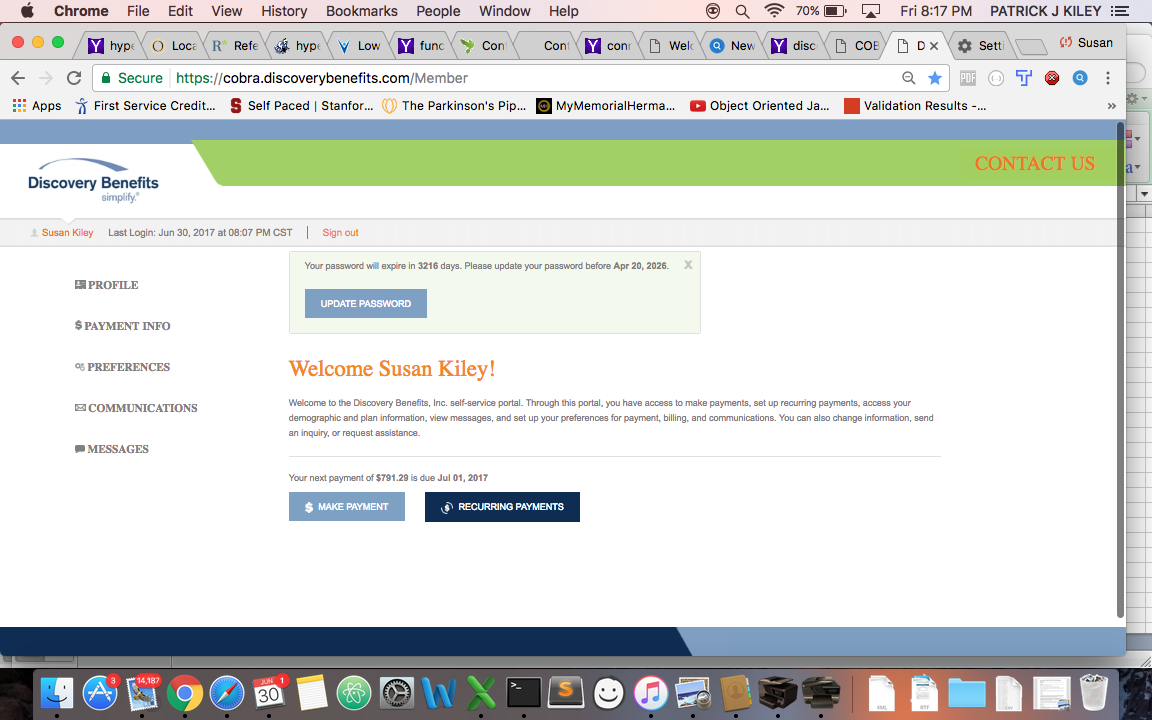 Chrome File Edit View History Bookmarks People Window Help 70% Fri 8:17 PM PATRICK J KILEY
hype Loca R* Refe hype Low func Con Cont conr Welc New disc COB D Setti Susan
Secure https://cobra.discoverybenefits.com/Member PDF
Apps First Service Credit... Self Paced | Stanfor... The Parkinson's Pip... MyMemorialHerma... Object Oriented Ja... Validation Results -... »
Discovery Benefits
simplify.®
CONTACT US
Susan Kiley Last Login: Jun 30, 2017 at 08:07 PM CST | Sign out
PROFILE
PAYMENT INFO
PREFERENCES
COMMUNICATIONS
MESSAGES
Your password will expire in 3216 days. Please update your password before Apr 20, 2026. X
UPDATE PASSWORD
Welcome Susan Kiley!
Welcome to the Discovery Benefits, Inc. self-service portal. Through this portal, you have access to make payments, set up recurring payments, access your
demographic and plan information, view messages, and set up your preferences for payment, billing, and communications. You can also change information, send
an inquiry, or request assistance.
Your next payment of $791.29 is due Jul 01, 2017
$ MAKE PAYMENT
RECURRING PAYMENTS
3 14,187 JUN 30 1